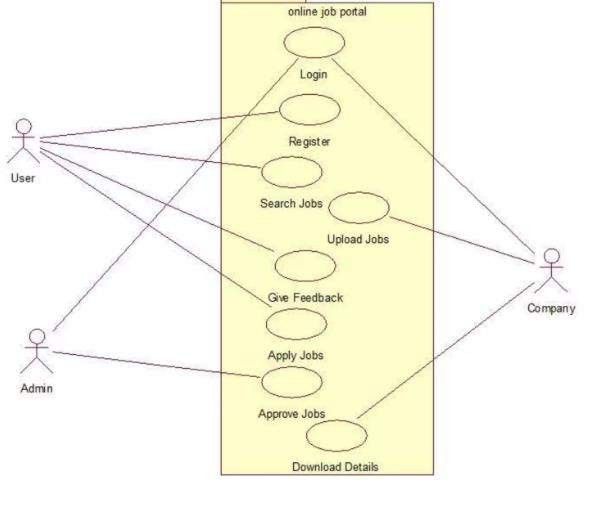 online job portal
Login
Register
User
Search Jobs
Upload Jobs
Give Feedback
Company
Apply Jobs
Admin
Approve Jobs
Download Details